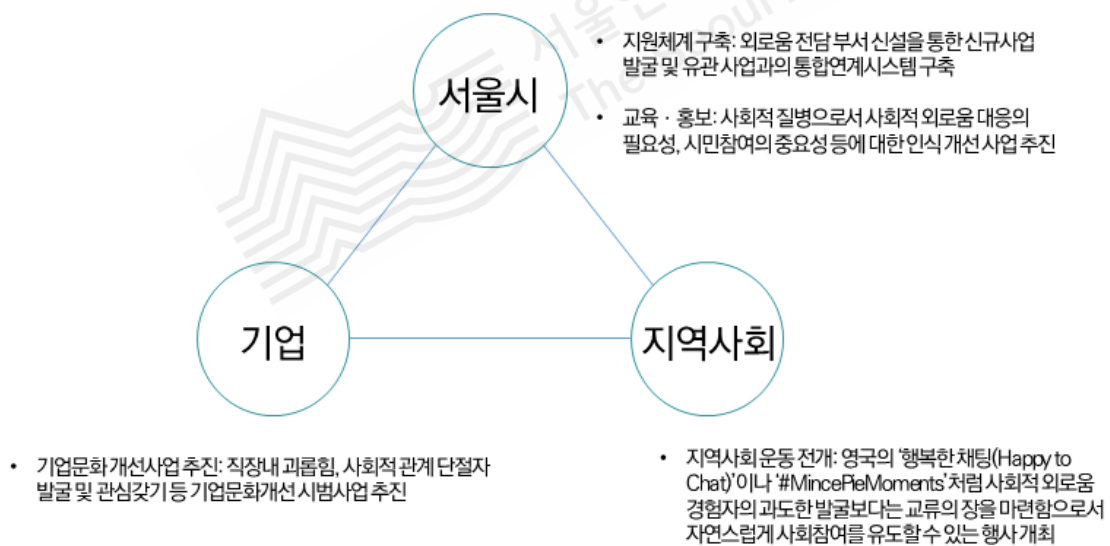 서울시
• 지원체계 구축: 외로움 전담 부서 신설을 통한 신규사업
발굴 및 유관 사업과의 통합연계시스템 구축
• 교육 · 홍보: 사회적 질병으로서 사회적 외로움 대응의
필요성, 시민참여의 중요성 등에 대한 인식 개선 사업 추진
기업
지역사회
• 기업문화 개선사업 추진: 직장내 괴롭힘, 사회적 관계 단절자
발굴 및 관심갖기 등 기업문화개선 시범사업 추진
• 지역사회 운동 전개: 영국의 '행복한 채팅(Happy to
Chat)'이나 '#MincePieMoments'처럼 사회적 외로움
경험자의 과도한 발굴보다는 교류의 장을 마련함으로서
자연스럽게 사회참여를 유도할 수 있는 행사 개최